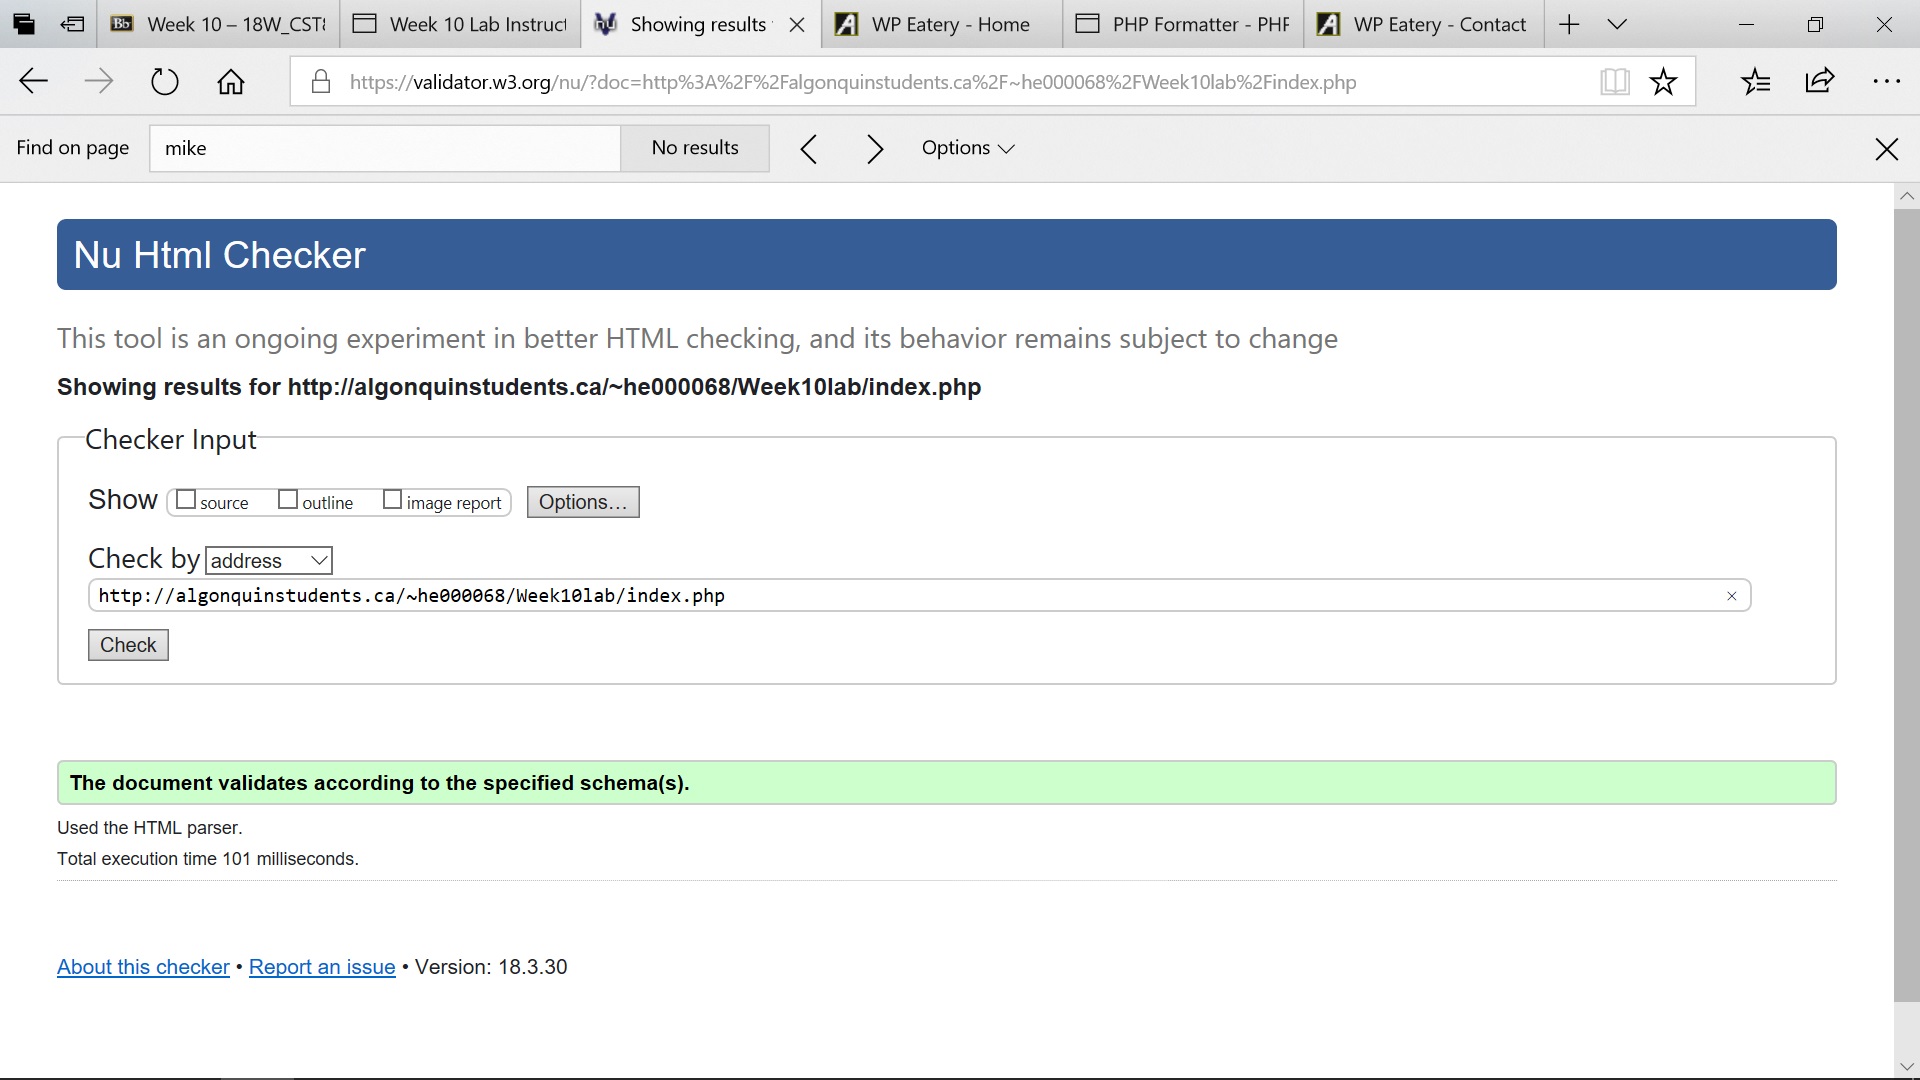 Bb Week 10 – 18W_CST8 Week 10 Lab Instruct Showing results WP Eatery - Home PHP Formatter - PHP WP Eatery - Contact
https://validator.w3.org/nu/?doc=http%3A%2F%2Falgonquinstudents.ca%2F~he000068%2FWeek10lab%2Findex.php
Find on page mike No results Options
Nu Html Checker
This tool is an ongoing experiment in better HTML checking, and its behavior remains subject to change
Showing results for http://algonquinstudents.ca/~he000068/Week10lab/index.php
Checker Input
Show source outline image report Options...
Check by address
http://algonquinstudents.ca/~he000068/Week10lab/index.php
Check
The document validates according to the specified schema(s).
Used the HTML parser.
Total execution time 101 milliseconds.
About this checker • Report an issue • Version: 18.3.30